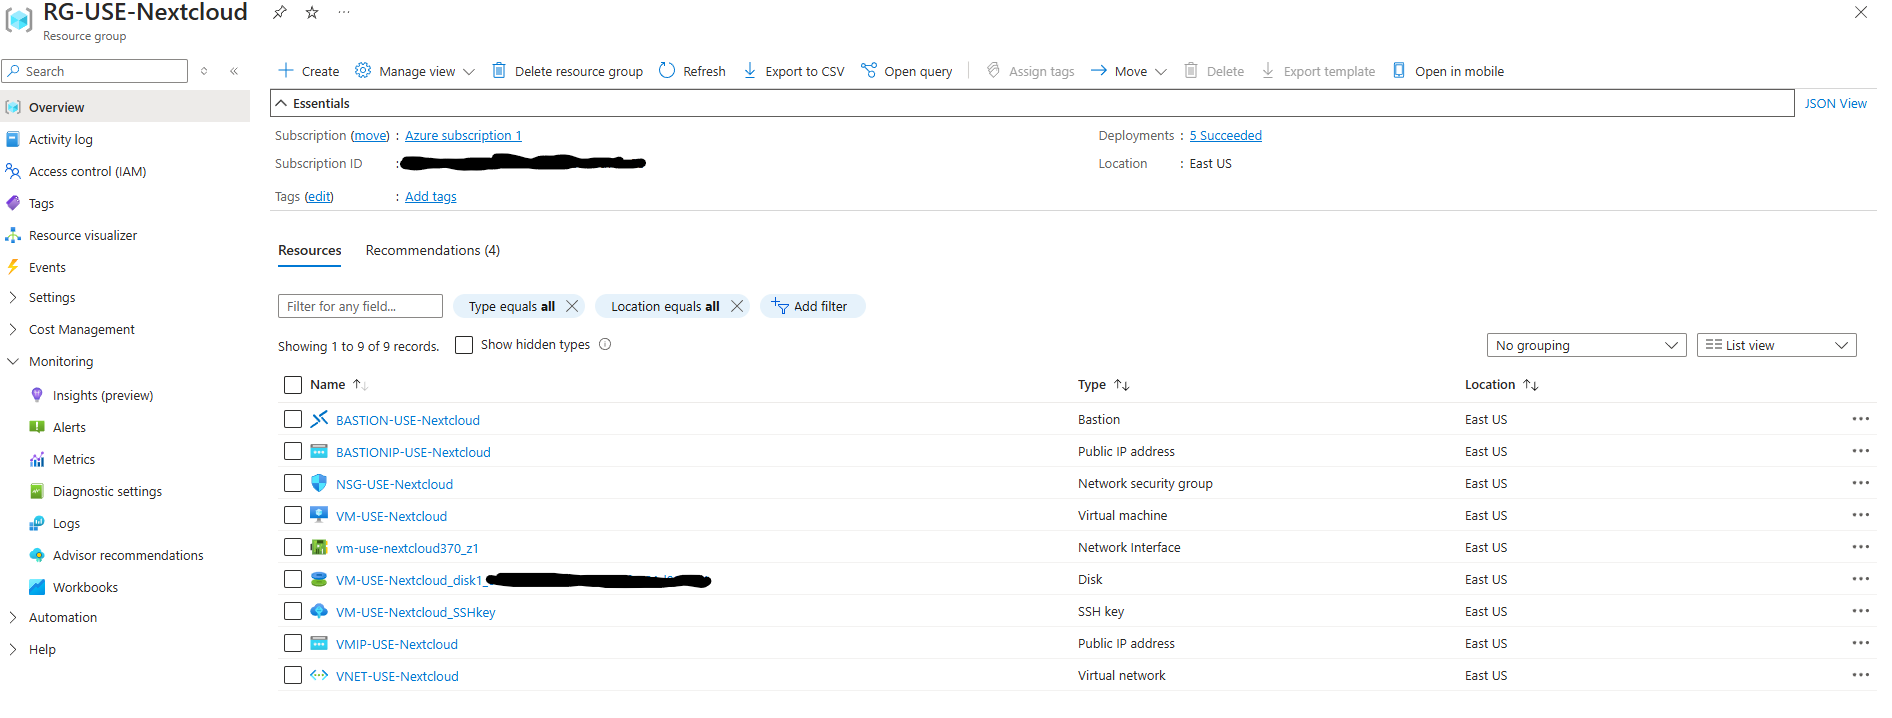 RG-USE-Nextcloud
Resource group
Search
Overview
Activity log
Access control (IAM)
Tags
Resource visualizer
Events
Settings
Cost Management
Monitoring
Insights (preview)
Alerts
Metrics
Diagnostic settings
Logs
Advisor recommendations
Workbooks
Automation
Help
Create Manage view Delete resource group Refresh Export to CSV Open query Assign tags Move Delete Export template Open in mobile
Essentials JSON View
Subscription (move) : Azure subscription 1 Deployments : 5 Succeeded
Subscription ID : Location : East US
Tags (edit) : Add tags
Resources Recommendations (4)
Filter for any field... Type equals all Location equals all Add filter
Showing 1 to 9 of 9 records. Show hidden types No grouping List view
Name Type Location
BASTION-USE-Nextcloud Bastion East US
BASTIONIP-USE-Nextcloud Public IP address East US
NSG-USE-Nextcloud Network security group East US
VM-USE-Nextcloud Virtual machine East US
vm-use-nextcloud370_z1 Network Interface East US
VM-USE-Nextcloud_disk1_ Disk East US
VM-USE-Nextcloud_SSHkey SSH key East US
VMIP-USE-Nextcloud Public IP address East US
VNET-USE-Nextcloud Virtual network East US